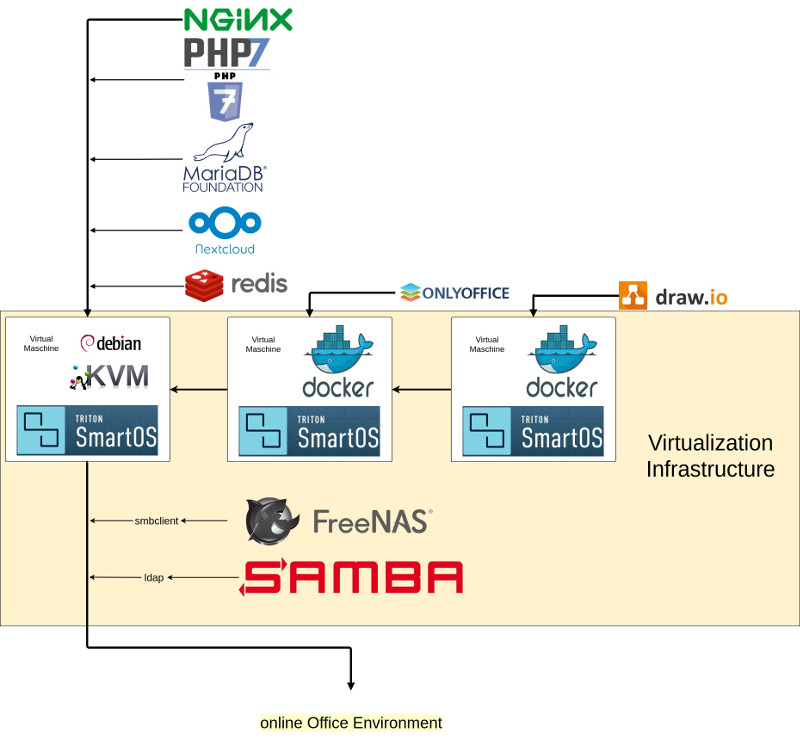 NGiNX
PHP7
PHP
7
MariaDB®
FOUNDATION
Nextcloud
redis
ONLYOFFICE
draw.io
Virtual
Maschine
debian
KVM
TRITON
SmartOS
Virtual
Maschine
docker
TRITON
SmartOS
Virtual
Maschine
docker
TRITON
SmartOS
Virtualization
Infrastructure
smbclient
FreeNAS®
ldap
SAMBA
online Office Environment